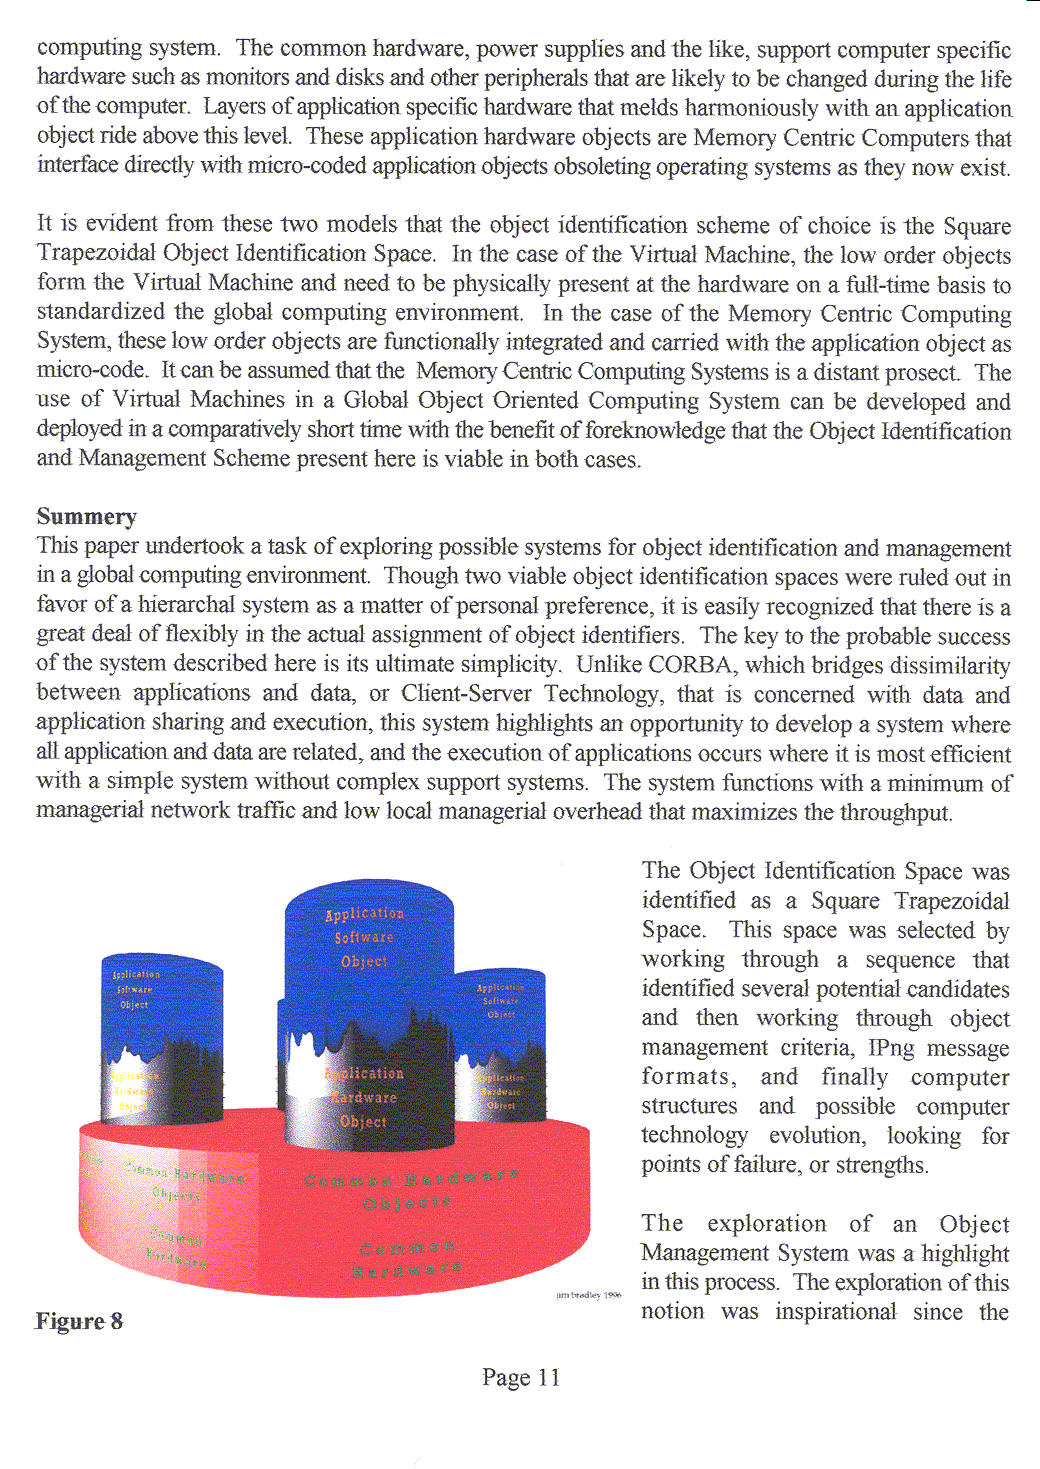 computing system. The common hardware, power supplies and the like, support computer specific
hardware such as monitors and disks and other peripherals that are likely to be changed during the life
of the computer. Layers of application specific hardware that melds harmoniously with an application
object ride above this level. These application hardware objects are Memory Centric Computers that
interface directly with micro-coded application objects obsoleting operating systems as they now exist.
It is evident from these two models that the object identification scheme of choice is the Square
Trapezoidal Object Identification Space. In the case of the Virtual Machine, the low order objects
form the Virtual Machine and need to be physically present at the hardware on a full-time basis to
standardized the global computing environment. In the case of the Memory Centric Computing
System, these low order objects are functionally integrated and carried with the application object as
micro-code. It can be assumed that the Memory Centric Computing Systems is a distant prosect. The
use of Virtual Machines in a Global Object Oriented Computing System can be developed and
deployed in a comparatively short time with the benefit of foreknowledge that the Object Identification
and Management Scheme present here is viable in both cases.
Summery
This paper undertook a task of exploring possible systems for object identification and management
in a global computing environment. Though two viable object identification spaces were ruled out in
favor of a hierarchal system as a matter of personal preference, it is easily recognized that there is a
great deal of flexibly in the actual assignment of object identifiers. The key to the probable success
of the system described here is its ultimate simplicity. Unlike CORBA, which bridges dissimilarity
between applications and data, or Client-Server Technology, that is concerned with data and
application sharing and execution, this system highlights an opportunity to develop a system where
all application and data are related, and the execution of applications occurs where it is most efficient
with a simple system without complex support systems. The system functions with a minimum of
managerial network traffic and low local managerial overhead that maximizes the throughput.
Application
Software
Object
Application
Hardware
Object
Application
Software
Object
Application
Hardware
Object
Application
Software
Object
Application
Hardware
Object
Common Hardware
Objects
Common
Hardware
Common Hardware
Objects
Common
Hardware
jim bradley 1996
Figure 8
The Object Identification Space was
identified as a Square Trapezoidal
Space. This space was selected by
working through a sequence that
identified several potential candidates
and then working through object
management criteria, IPng message
formats, and finally computer
structures and possible computer
technology evolution, looking for
points of failure, or strengths.
The exploration of an Object
Management System was a highlight
in this process. The exploration of this
notion was inspirational since the
Page 11